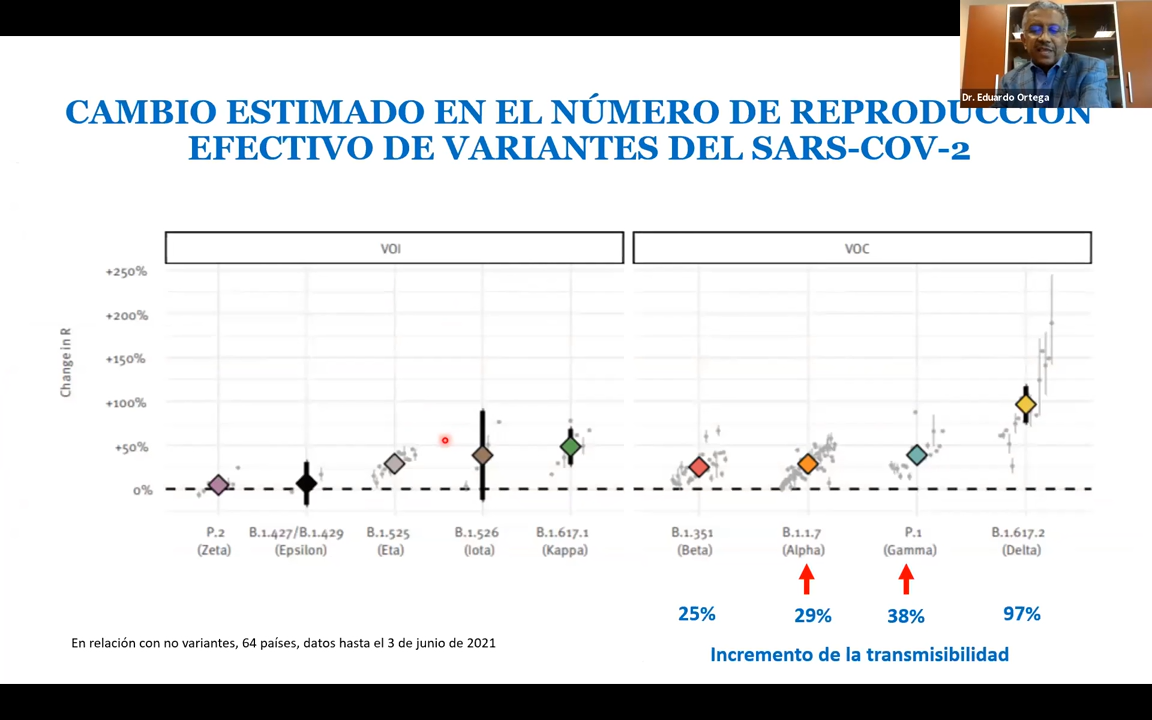 Dr. Eduardo Ortega
CAMBIO ESTIMADO EN EL NÚMERO DE REPRODUCCIÓN
EFECTIVO DE VARIANTES DEL SARS-COV-2
VOI
VOC
Change in R
+250%
+200%
+150%
+100%
+50%
0%
P.2
(Zeta)
B.1.427/B.1.429
(Epsilon)
B.1.525
(Eta)
B.1.526
(Iota)
B.1.617.1
(Kappa)
B.1.351
(Beta)
B.1.1.7
(Alpha)
P.1
(Gamma)
B.1.617.2
(Delta)
25%
29%
38%
97%
En relación con no variantes, 64 países, datos hasta el 3 de junio de 2021
Incremento de la transmisibilidad